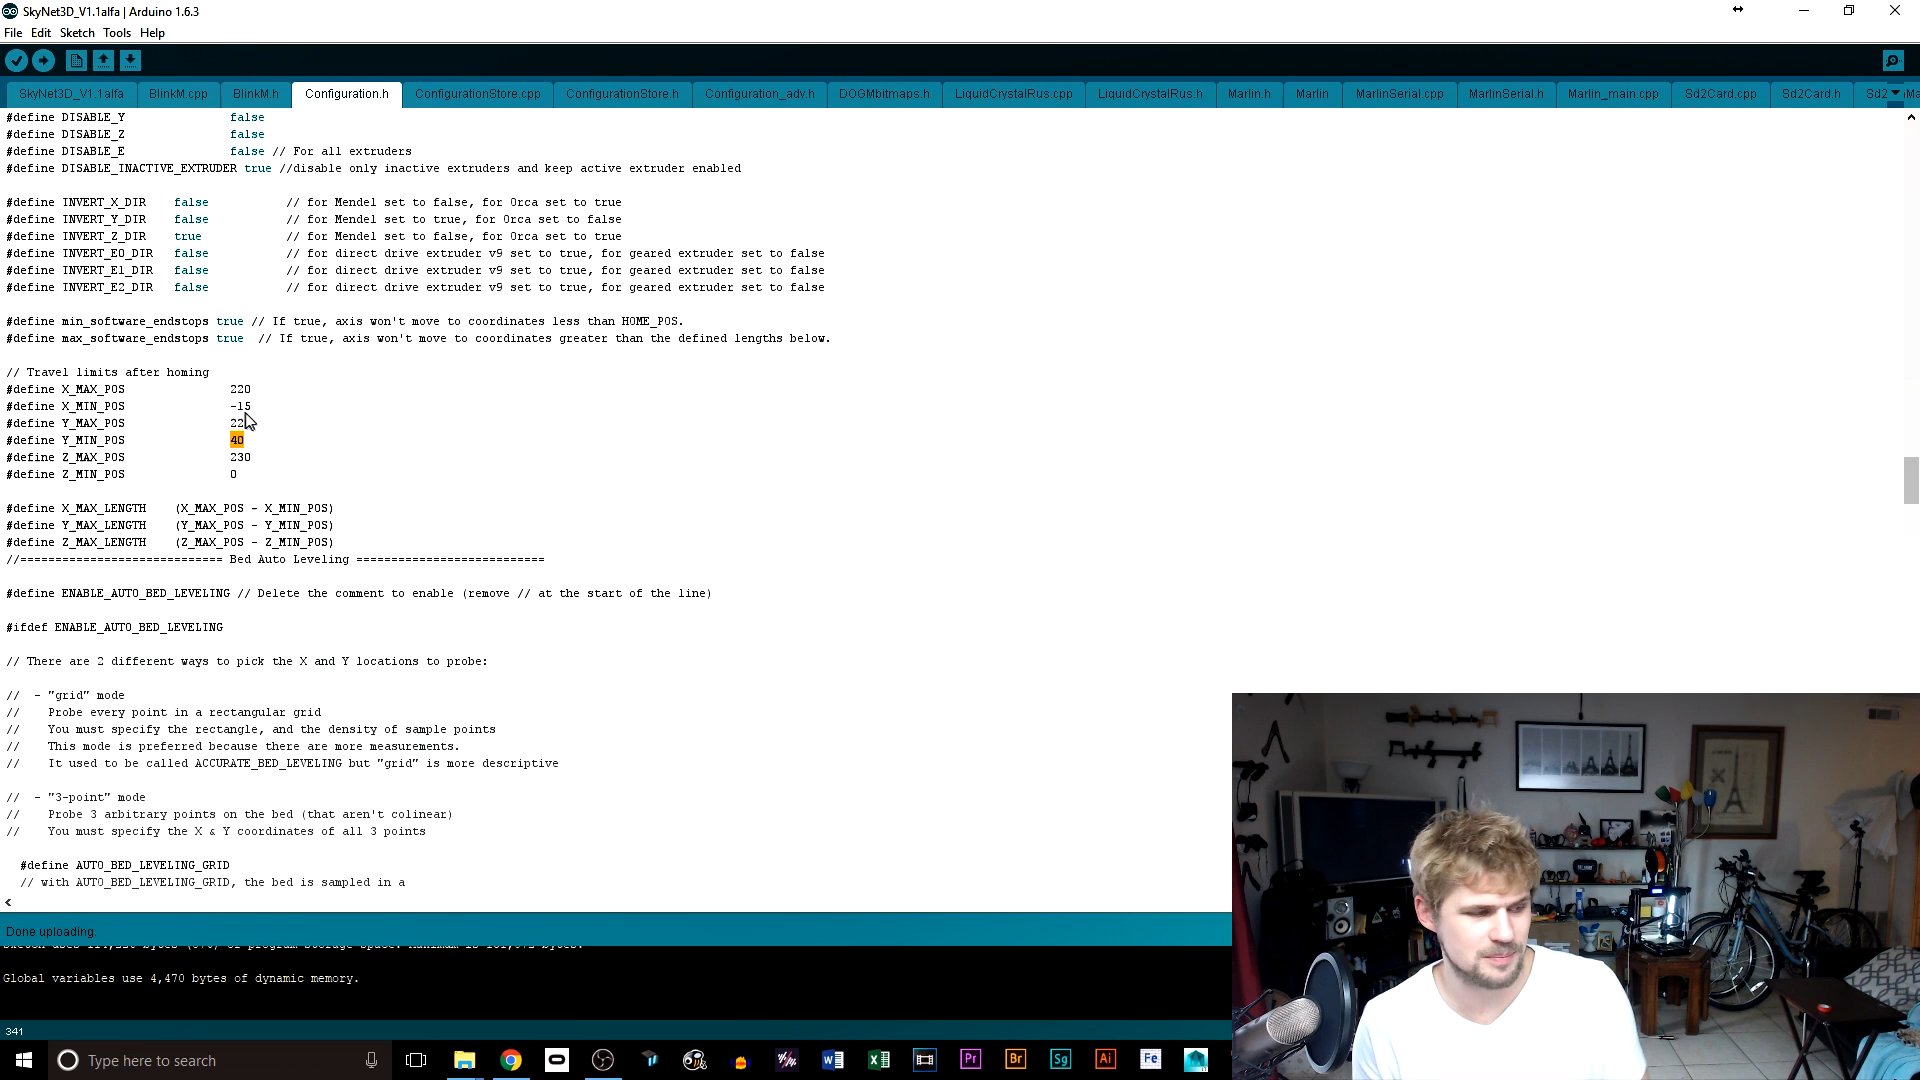 SkyNet3D_V1.1alfa | Arduino 1.6.3
File Edit Sketch Tools Help
SkyNet3D_V1.1alfa BlinkM.cpp BlinkM.h Configuration.h ConfigurationStore.cpp ConfigurationStore.h Configuration_adv.h DOGMbitmaps.h LiquidCrystalRus.cpp LiquidCrystalRus.h Marlin.h Marlin MarlinSerial.cpp MarlinSerial.h Marlin_main.cpp Sd2Card.cpp Sd2Card.h Sd2
#define DISABLE_Y false
#define DISABLE_Z false
#define DISABLE_E false // For all extruders
#define DISABLE_INACTIVE_EXTRUDER true //disable only inactive extruders and keep active extruder enabled
#define INVERT_X_DIR false // for Mendel set to false, for Orca set to true
#define INVERT_Y_DIR false // for Mendel set to true, for Orca set to false
#define INVERT_Z_DIR true // for Mendel set to false, for Orca set to true
#define INVERT_E0_DIR false // for direct drive extruder v9 set to true, for geared extruder set to false
#define INVERT_E1_DIR false // for direct drive extruder v9 set to true, for geared extruder set to false
#define INVERT_E2_DIR false // for direct drive extruder v9 set to true, for geared extruder set to false
#define min_software_endstops true // If true, axis won't move to coordinates less than HOME_POS.
#define max_software_endstops true // If true, axis won't move to coordinates greater than the defined lengths below.
// Travel limits after homing
#define X_MAX_POS 220
#define X_MIN_POS -15
#define Y_MAX_POS 22
#define Y_MIN_POS 40
#define Z_MAX_POS 230
#define Z_MIN_POS 0
#define X_MAX_LENGTH (X_MAX_POS - X_MIN_POS)
#define Y_MAX_LENGTH (Y_MAX_POS - Y_MIN_POS)
#define Z_MAX_LENGTH (Z_MAX_POS - Z_MIN_POS)
//============================= Bed Auto Leveling ===========================
#define ENABLE_AUTO_BED_LEVELING // Delete the comment to enable (remove // at the start of the line)
#ifdef ENABLE_AUTO_BED_LEVELING
// There are 2 different ways to pick the X and Y locations to probe:
// - "grid" mode
// Probe every point in a rectangular grid
// You must specify the rectangle, and the density of sample points
// This mode is preferred because there are more measurements.
// It used to be called ACCURATE_BED_LEVELING but "grid" is more descriptive
// - "3-point" mode
// Probe 3 arbitrary points on the bed (that aren't colinear)
// You must specify the X & Y coordinates of all 3 points
#define AUTO_BED_LEVELING_GRID
// with AUTO_BED_LEVELING_GRID, the bed is sampled in a
Done uploading.
Global variables use 4,470 bytes of dynamic memory.
341
Type here to search
Pr Br Sg Ai Fe